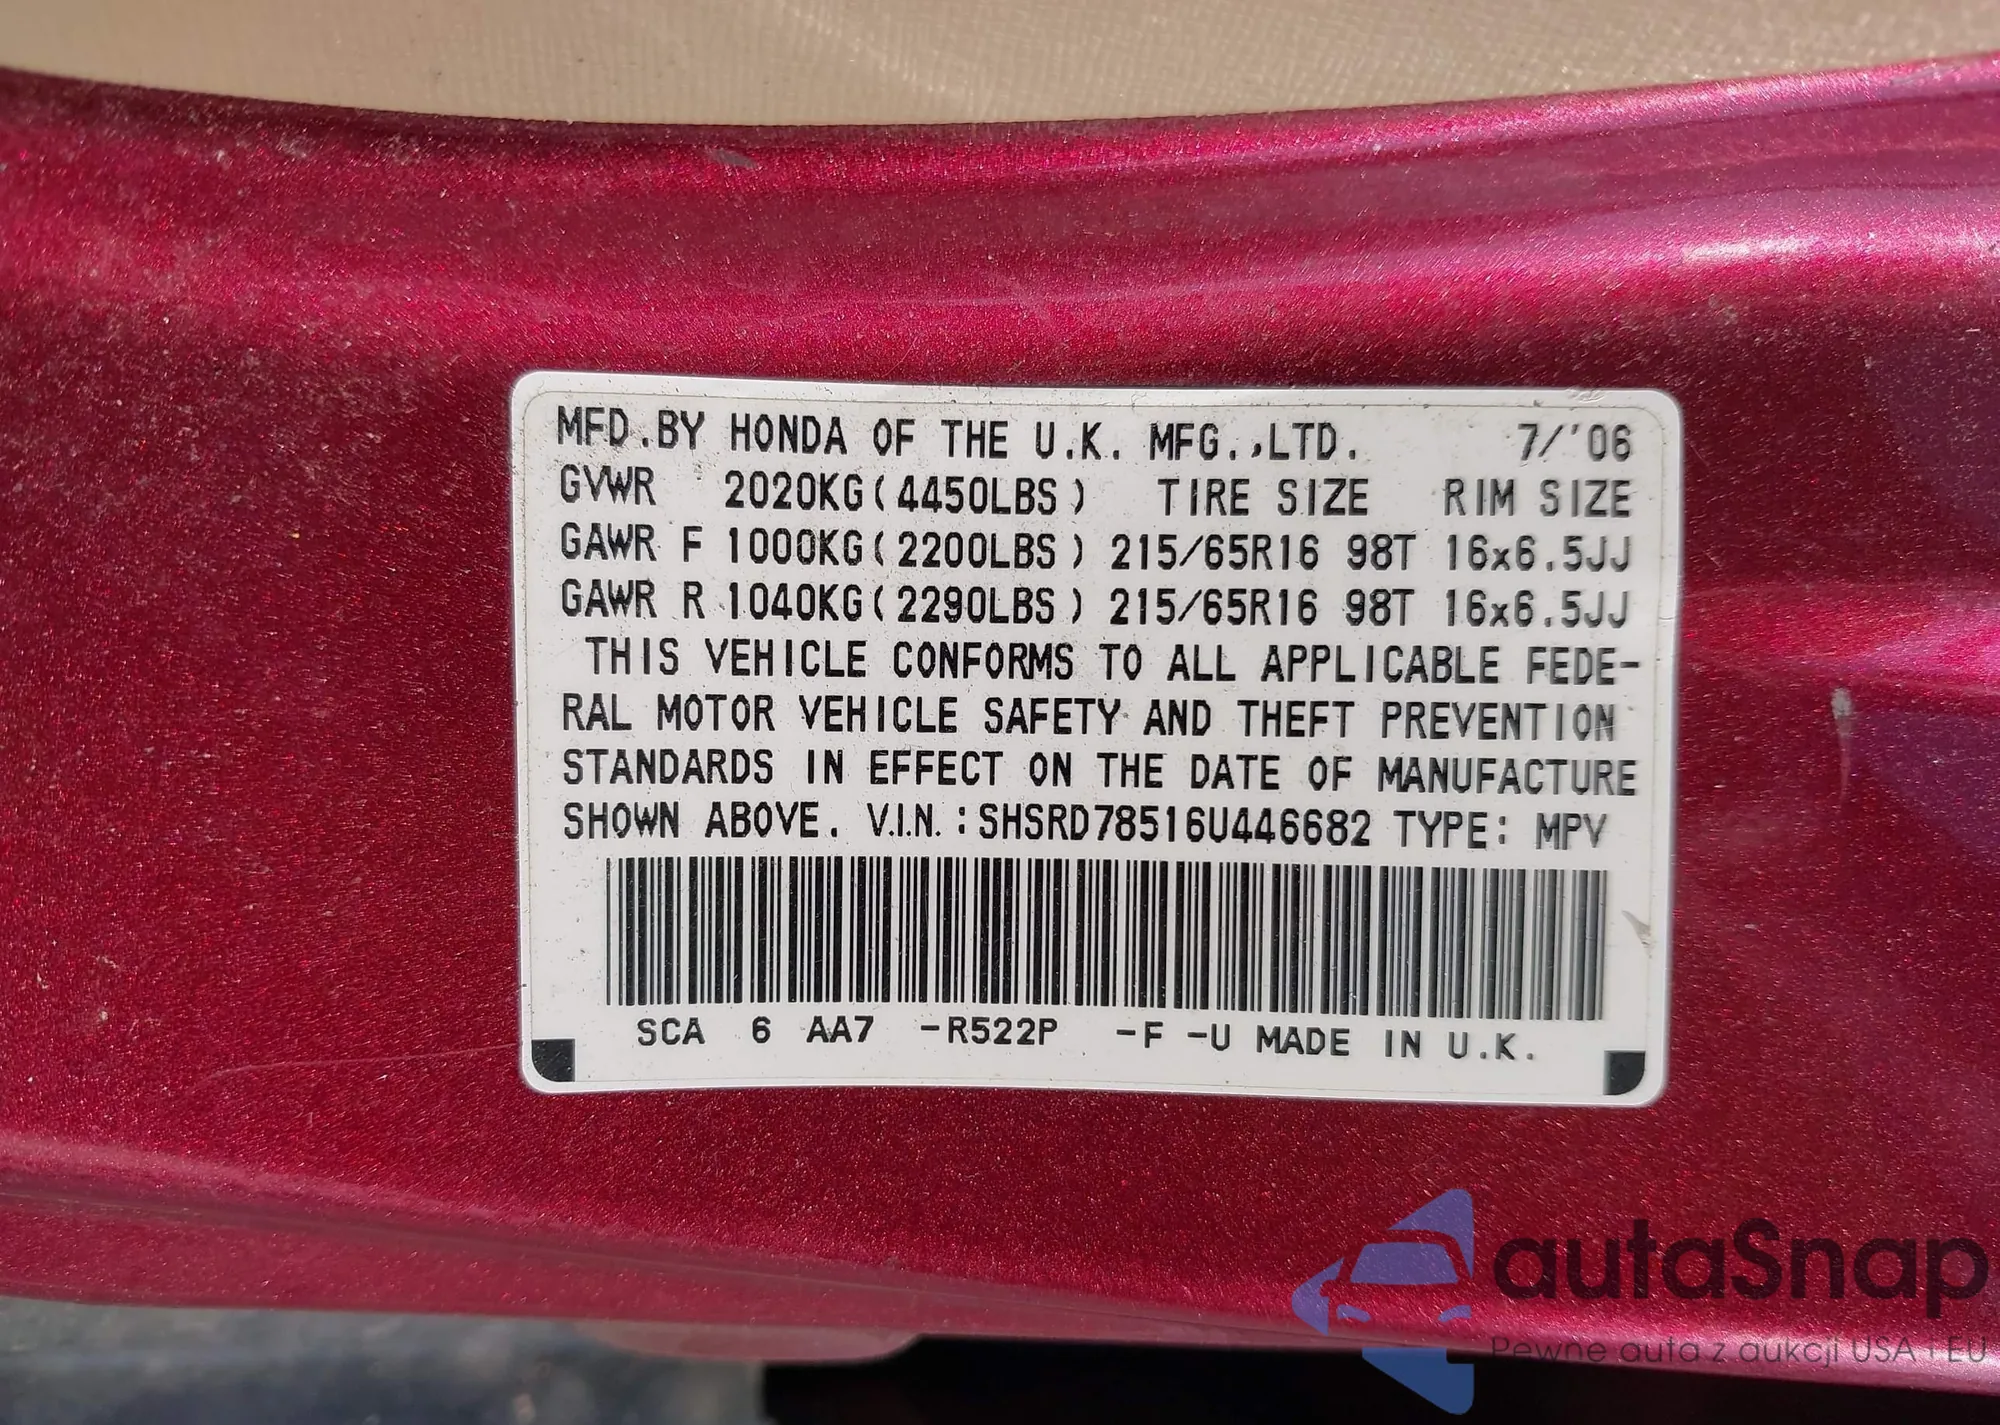 MFD.BY HONDA OF THE U.K. MFG.,LTD. 7/'06
GVWR 2020KG(4450LBS) TIRE SIZE RIM SIZE
GAWR F 1000KG(2200LBS) 215/65R16 98T 16x6.5JJ
GAWR R 1040KG(2290LBS) 215/65R16 98T 16x6.5JJ
THIS VEHICLE CONFORMS TO ALL APPLICABLE FEDE-
RAL MOTOR VEHICLE SAFETY AND THEFT PREVENTION
STANDARDS IN EFFECT ON THE DATE OF MANUFACTURE
SHOWN ABOVE. V.I.N.:SHSRD78516U446682 TYPE: MPV
SCA 6 AA7 -R522P -F -U MADE IN U.K.
autaSnap
Pewne auta z aukcji USA i EU